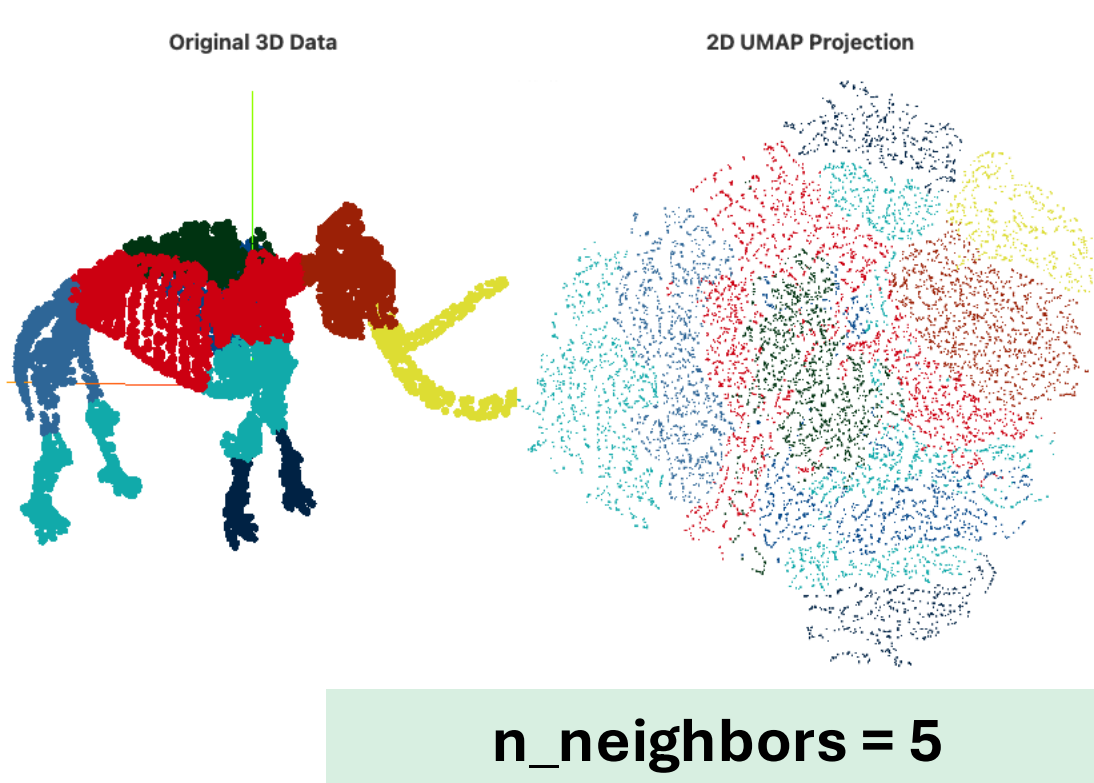 Original 3D Data
2D UMAP Projection
n_neighbors = 5